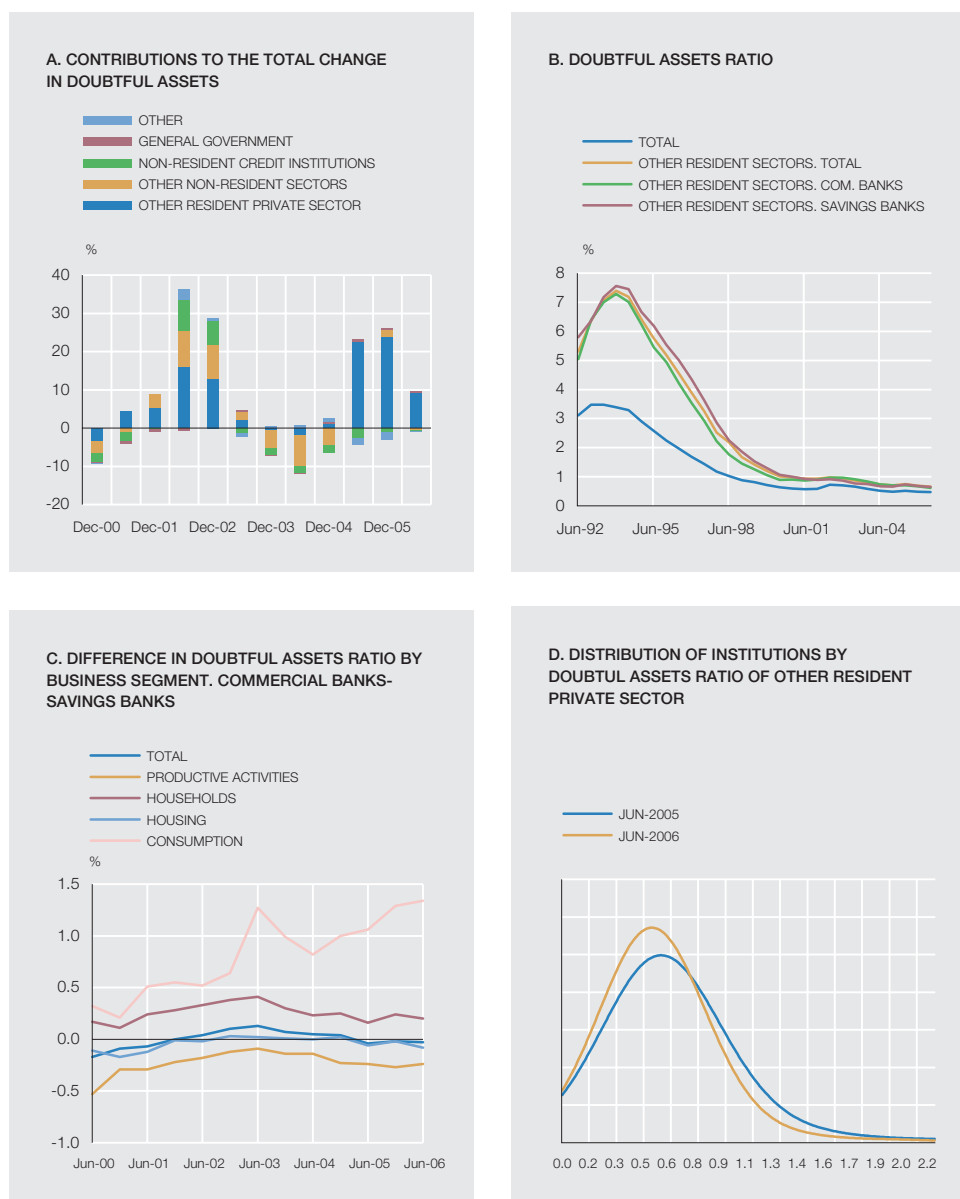 A. CONTRIBUTIONS TO THE TOTAL CHANGE
IN DOUBTFUL ASSETS
OTHER
GENERAL GOVERNMENT
NON-RESIDENT CREDIT INSTITUTIONS
OTHER NON-RESIDENT SECTORS
OTHER RESIDENT PRIVATE SECTOR
%
40
30
20
10
0
-10
-20
Dec-00 Dec-01 Dec-02 Dec-03 Dec-04 Dec-05
B. DOUBTFUL ASSETS RATIO
TOTAL
OTHER RESIDENT SECTORS. TOTAL
OTHER RESIDENT SECTORS. COM. BANKS
OTHER RESIDENT SECTORS. SAVINGS BANKS
%
8
7
6
5
4
3
2
1
0
Jun-92 Jun-95 Jun-98 Jun-01 Jun-04
C. DIFFERENCE IN DOUBTFUL ASSETS RATIO BY
BUSINESS SEGMENT. COMMERCIAL BANKS-
SAVINGS BANKS
TOTAL
PRODUCTIVE ACTIVITIES
HOUSEHOLDS
HOUSING
CONSUMPTION
%
1.5
1.0
0.5
0.0
-0.5
-1.0
Jun-00 Jun-01 Jun-02 Jun-03 Jun-04 Jun-05 Jun-06
D. DISTRIBUTION OF INSTITUTIONS BY
DOUBTUL ASSETS RATIO OF OTHER RESIDENT
PRIVATE SECTOR
JUN-2005
JUN-2006
0.0 0.2 0.3 0.5 0.6 0.8 0.9 1.1 1.3 1.4 1.6 1.7 1.9 2.0 2.2